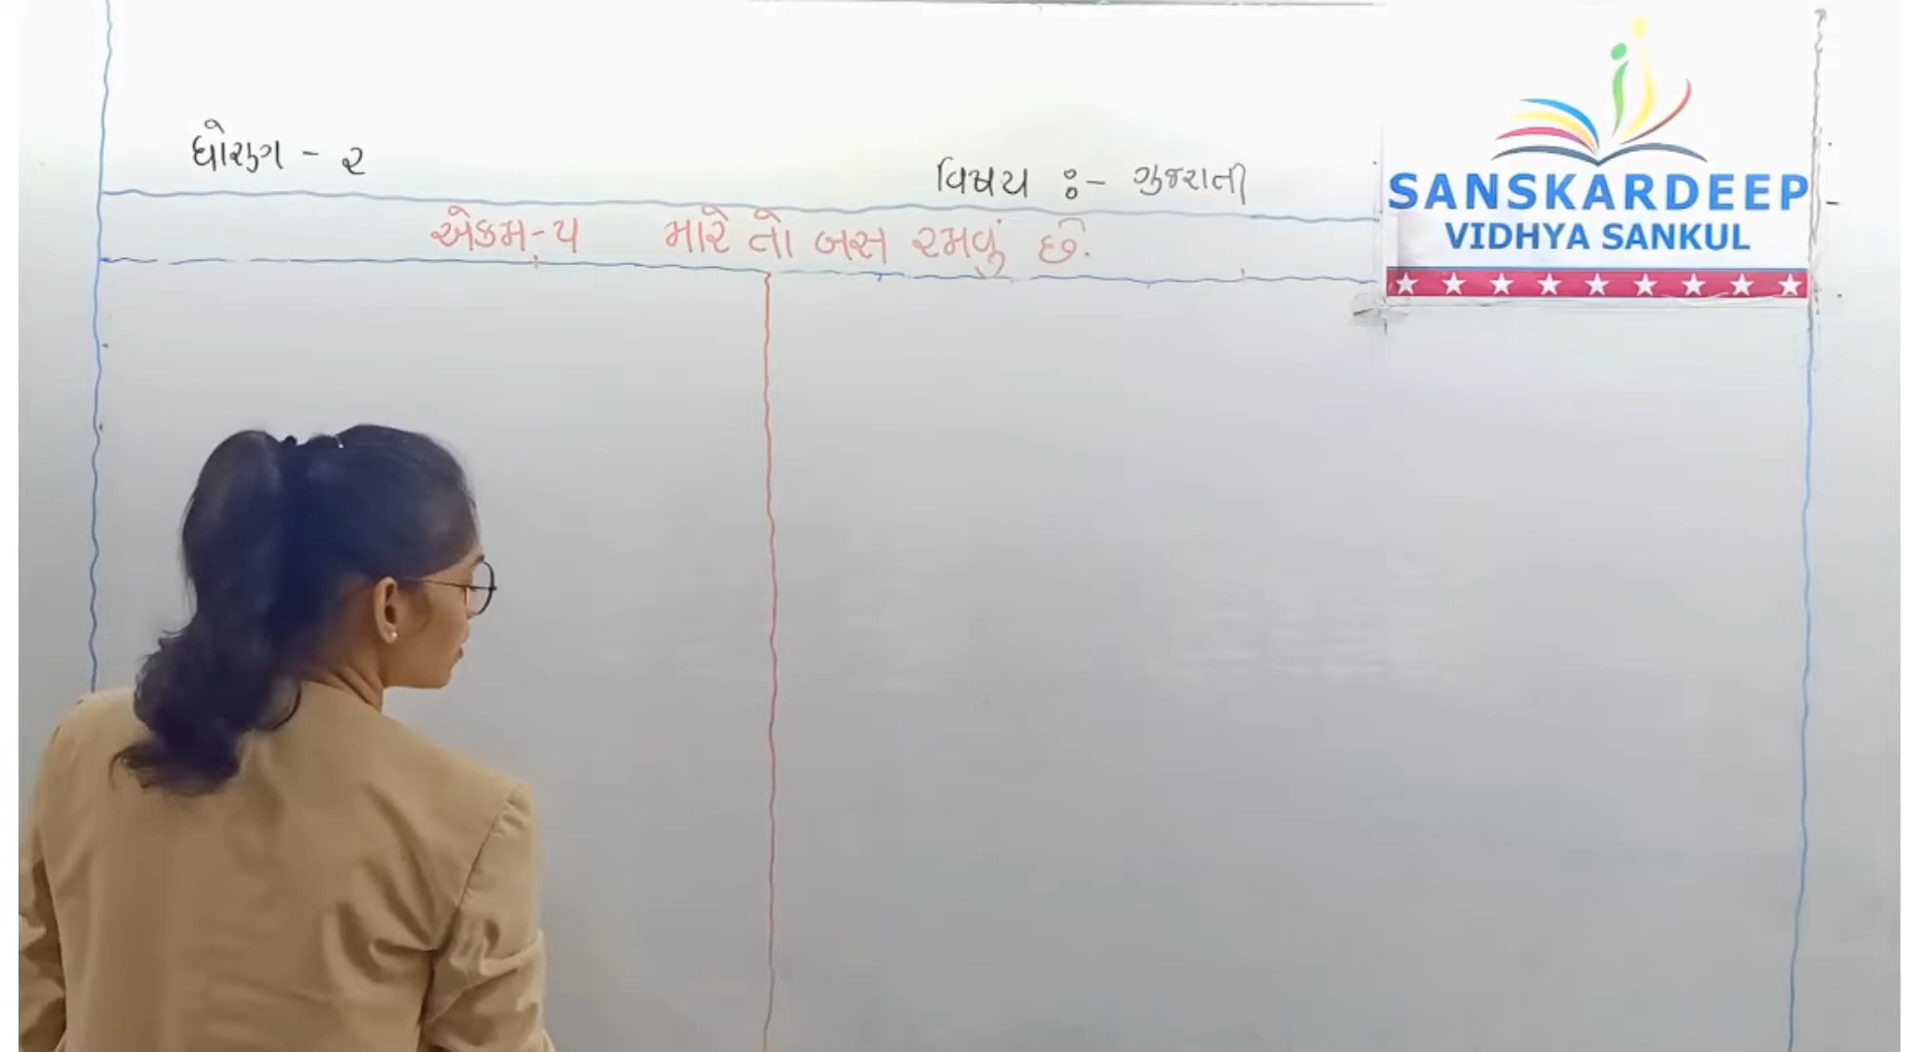 ધોરણ - ૨
વિષય :- ગુજરાતી
એકમ-૫ મારે તો બસ રમવું છે.
SANSKARDEEP
VIDHYA SANKUL